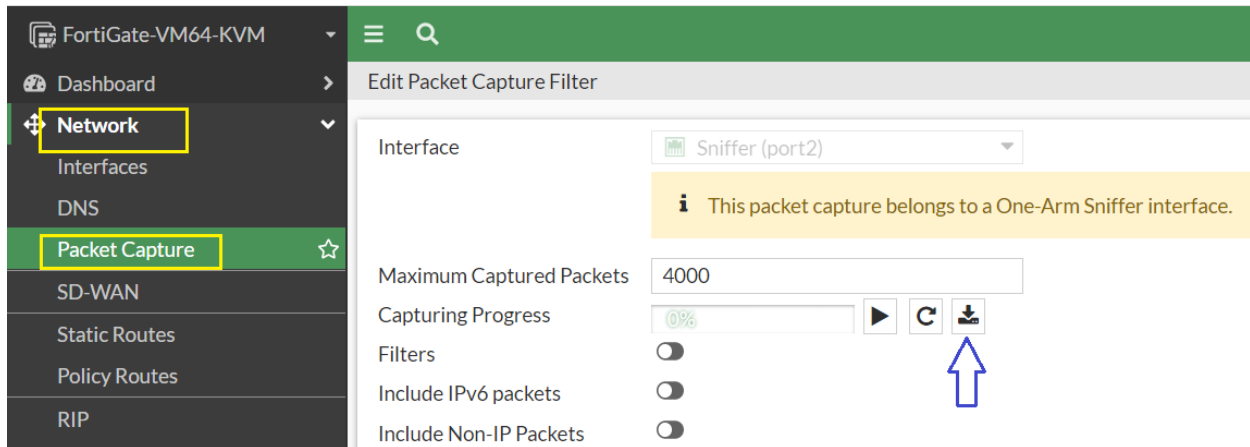 FortiGate-VM64-KVM
Dashboard
Edit Packet Capture Filter
Network
Interface
Sniffer (port2)
Interfaces
i This packet capture belongs to a One-Arm Sniffer interface.
DNS
Packet Capture
Maximum Captured Packets
4000
SD-WAN
Capturing Progress
0%
Static Routes
Filters
Policy Routes
Include IPv6 packets
RIP
Include Non-IP Packets